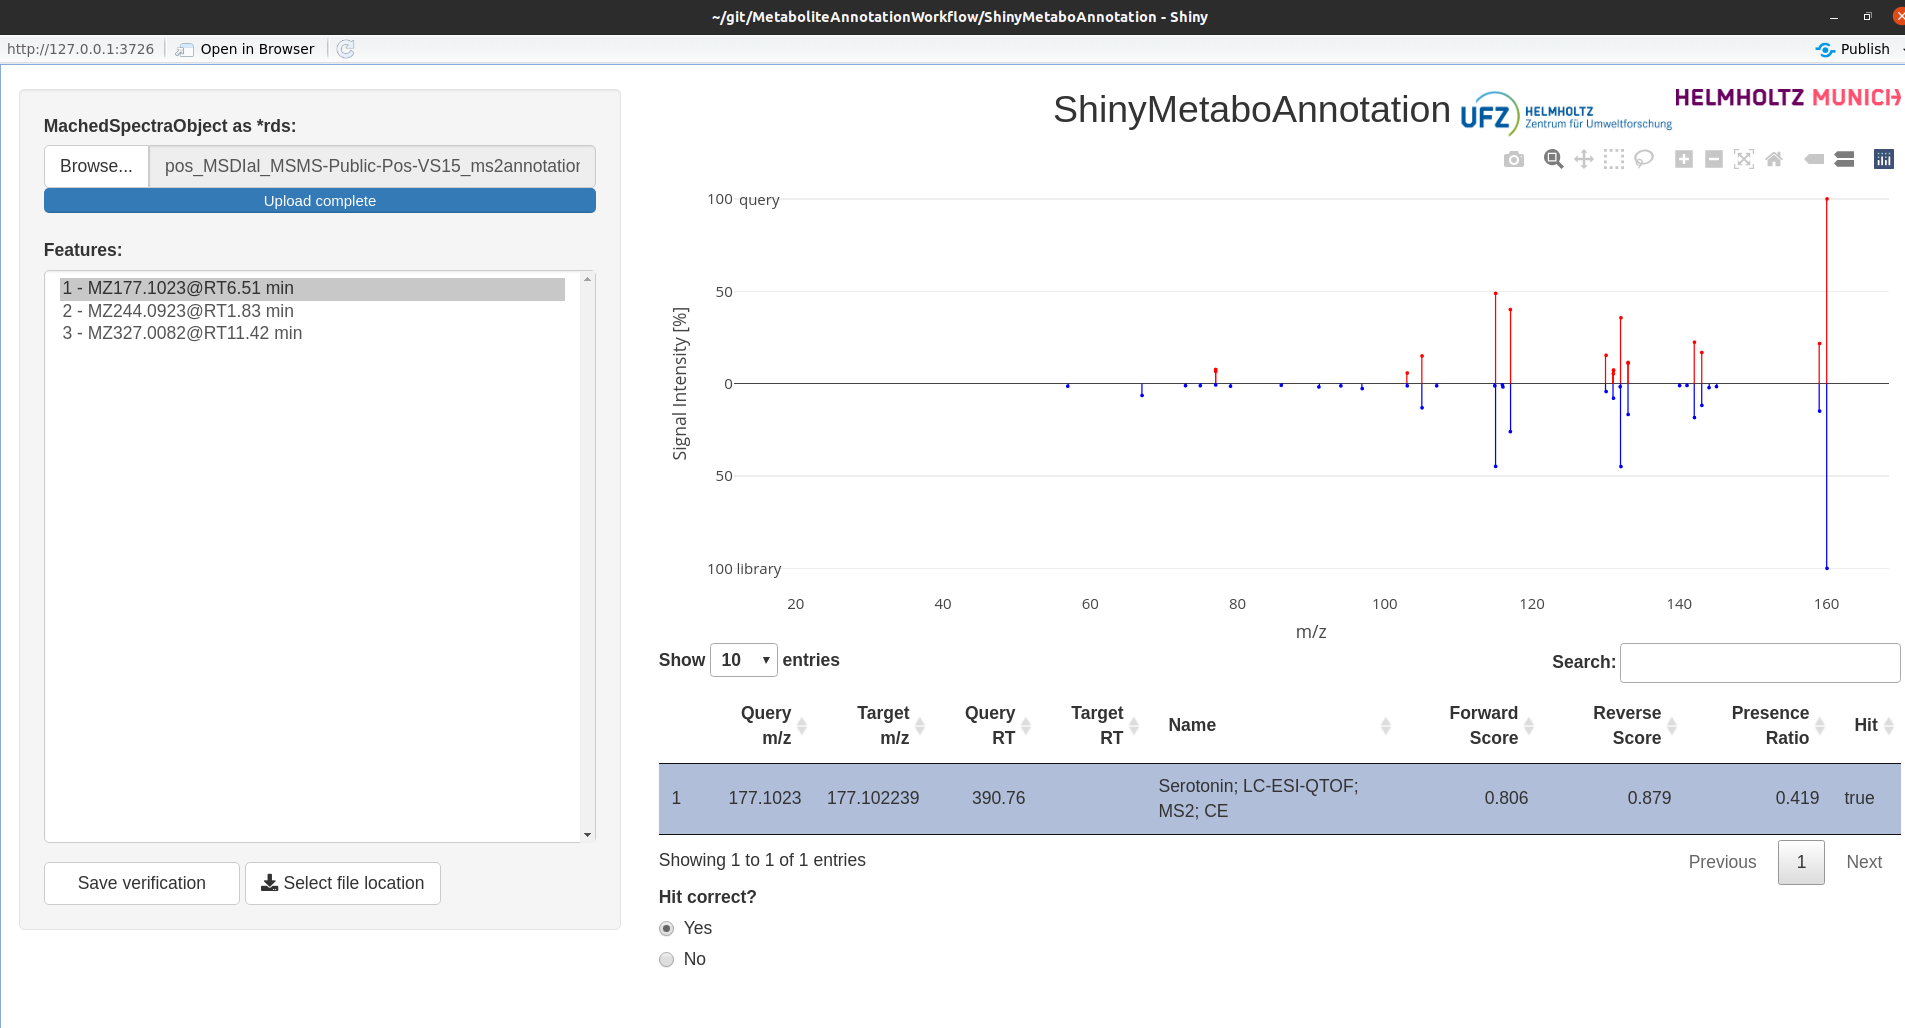 ~/git/MetaboliteAnnotationWorkflow/ShinyMetaboAnnotation - Shiny
http://127.0.0.1:3726 Open in Browser Publish
MachedSpectraObject as *rds:
Browse... pos_MSDIal_MSMS-Public-Pos-VS15_ms2annotation
Upload complete
Features:
1 - MZ177.1023@RT6.51 min
2 - MZ244.0923@RT1.83 min
3 - MZ327.0082@RT11.42 min
Save verification Select file location
ShinyMetaboAnnotation
UFZ HELMHOLTZ
Zentrum für Umweltforschung
HELMHOLTZ MUNICH
100 query
50
0
50
100 library
Signal Intensity [%]
20 40 60 80 100 120 140 160
m/z
Show 10 entries Search:
Query m/z Target m/z Query RT Target RT Name Forward Score Reverse Score Presence Ratio Hit
1 177.1023 177.102239 390.76 Serotonin; LC-ESI-QTOF; MS2; CE 0.806 0.879 0.419 true
Showing 1 to 1 of 1 entries Previous 1 Next
Hit correct?
Yes
No